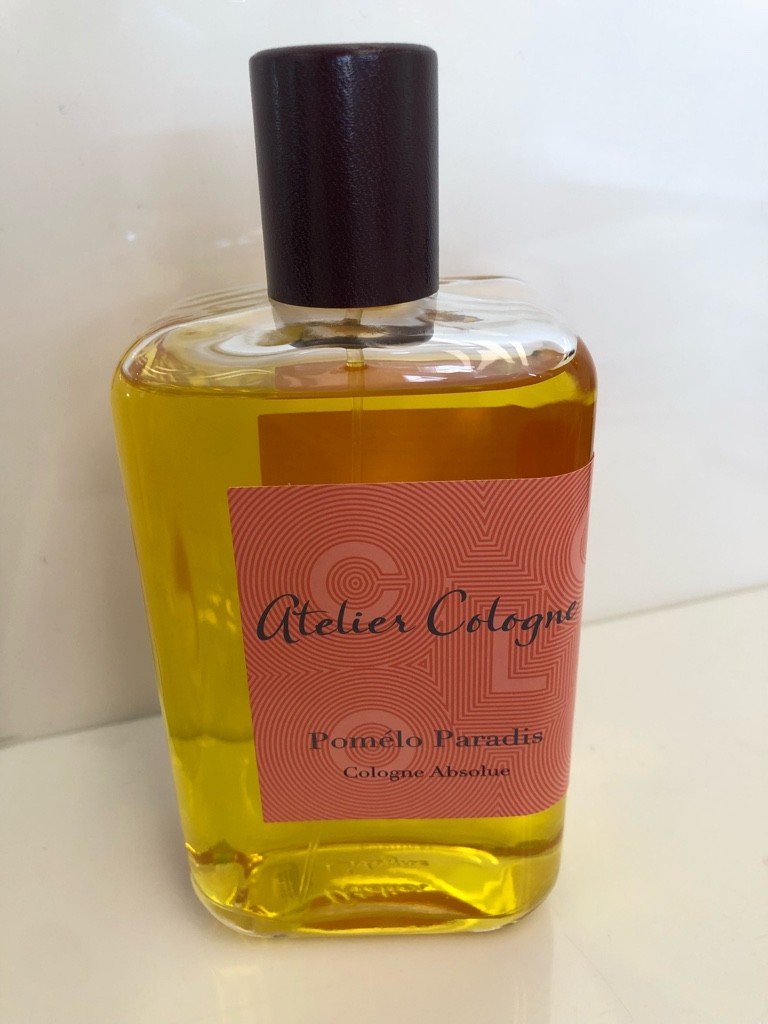 Atelier Cologne
Pomélo Paradis
Cologne Absolue